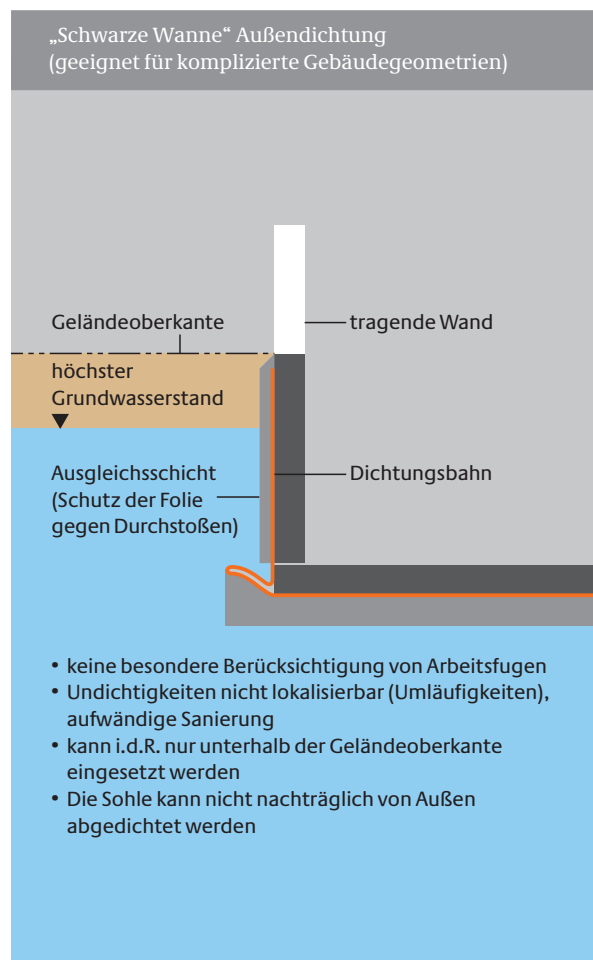 „Schwarze Wanne“ Außendichtung
(geeignet für komplizierte Gebäudegeometrien)
Geländeoberkante
tragende Wand
höchster
Grundwasserstand
Ausgleichsschicht
(Schutz der Folie
gegen Durchstoßen)
Dichtungsbahn
• keine besondere Berücksichtigung von Arbeitsfugen
• Undichtigkeiten nicht lokalisierbar (Umläufigkeiten),
aufwändige Sanierung
• kann i.d.R. nur unterhalb der Geländeoberkante
eingesetzt werden
• Die Sohle kann nicht nachträglich von Außen
abgedichtet werden